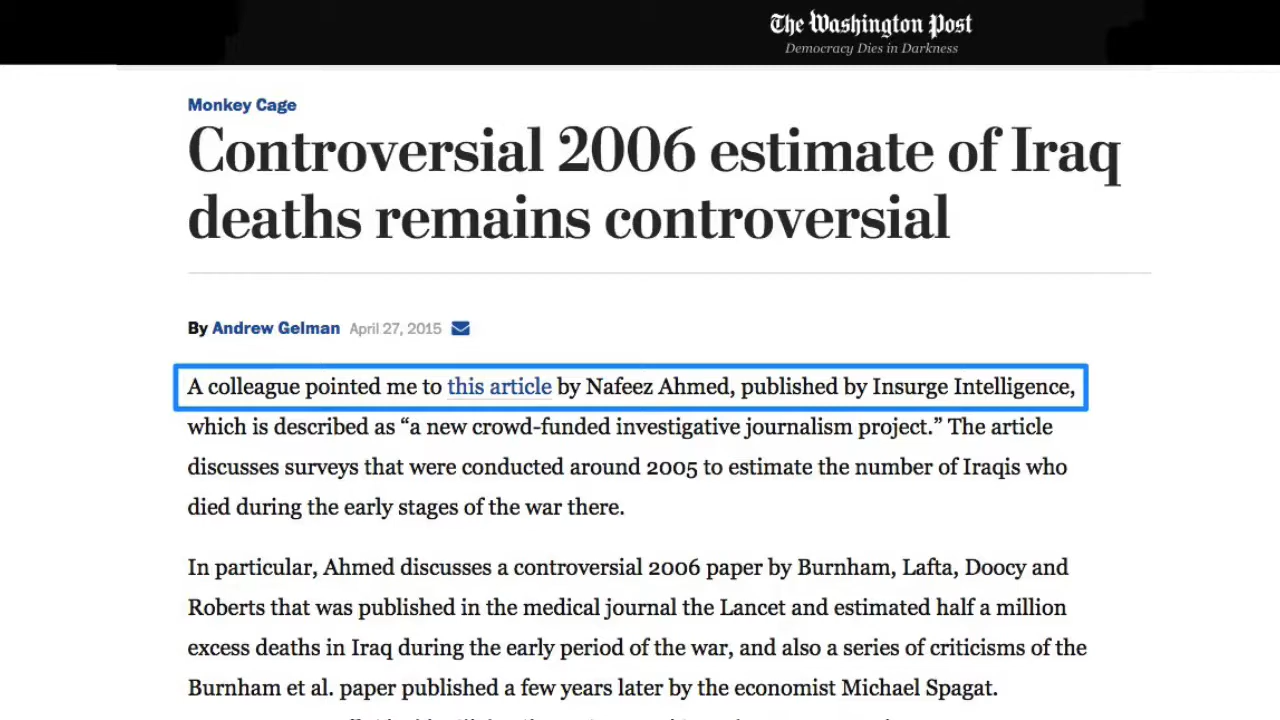 The Washington Post
Democracy Dies in Darkness
Monkey Cage
Controversial 2006 estimate of Iraq
deaths remains controversial
By Andrew Gelman April 27, 2015
A colleague pointed me to this article by Nafeez Ahmed, published by Insurge Intelligence,
which is described as “a new crowd-funded investigative journalism project.” The article
discusses surveys that were conducted around 2005 to estimate the number of Iraqis who
died during the early stages of the war there.
In particular, Ahmed discusses a controversial 2006 paper by Burnham, Lafta, Doocy and
Roberts that was published in the medical journal the Lancet and estimated half a million
excess deaths in Iraq during the early period of the war, and also a series of criticisms of the
Burnham et al. paper published a few years later by the economist Michael Spagat.